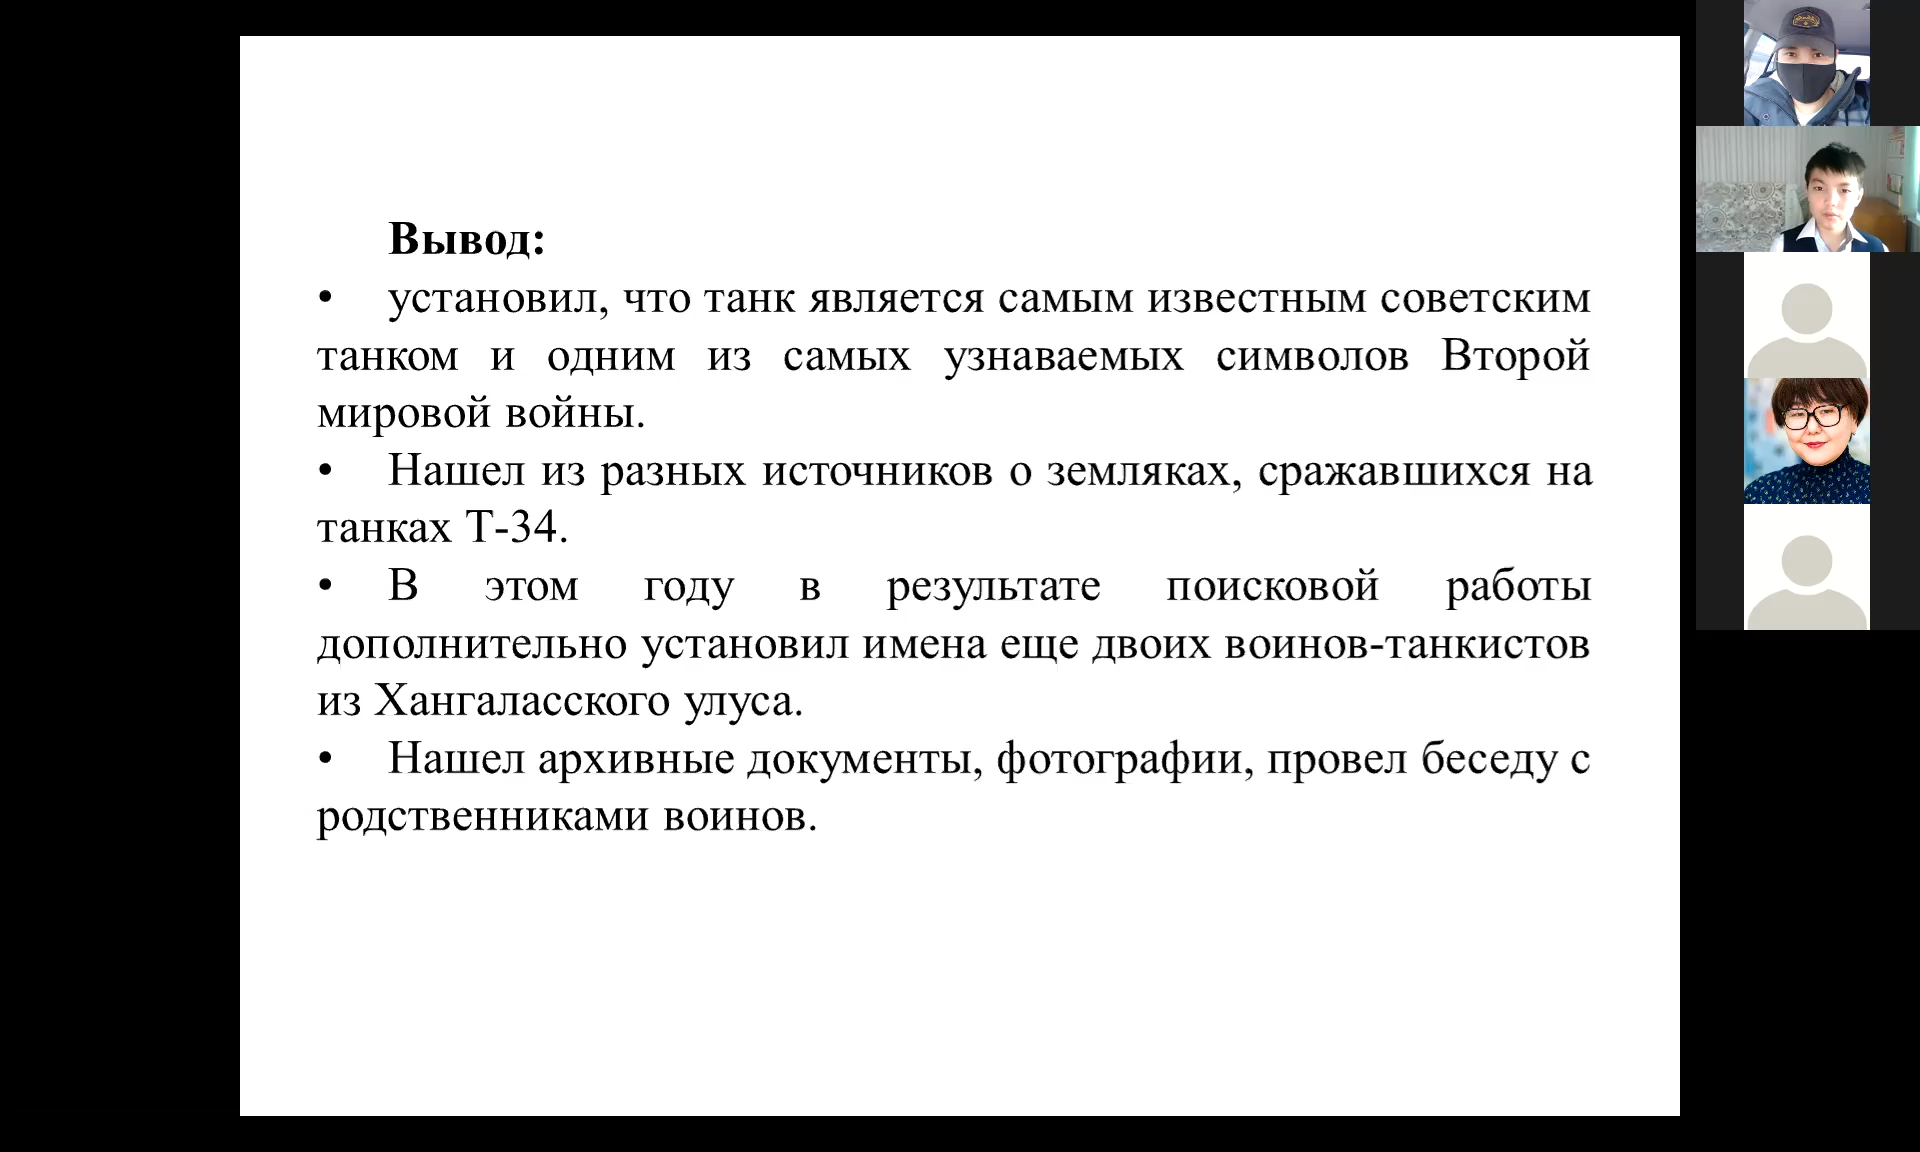 Вывод:
• установил, что танк является самым известным советским
танком и одним из самых узнаваемых символов Второй
мировой войны.
• Нашел из разных источников о земляках, сражавшихся на
танках Т-34.
• В этом году в результате поисковой работы
дополнительно установил имена еще двоих воинов-танкистов
из Хангаласского улуса.
• Нашел архивные документы, фотографии, провел беседу с
родственниками воинов.